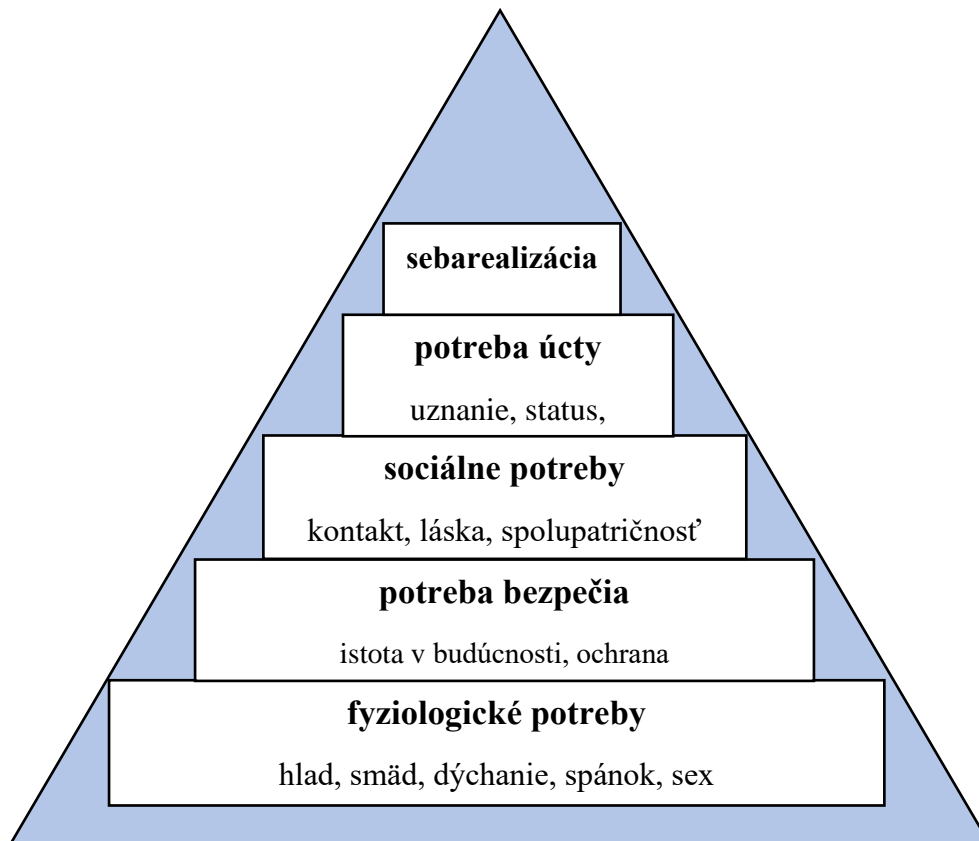 sebarealizácia
potreba úcty
uznanie, status,
sociálne potreby
kontakt, láska, spolupatričnosť
potreba bezpečia
istota v budúcnosti, ochrana
fyziologické potreby
hlad, smäd, dýchanie, spánok, sex